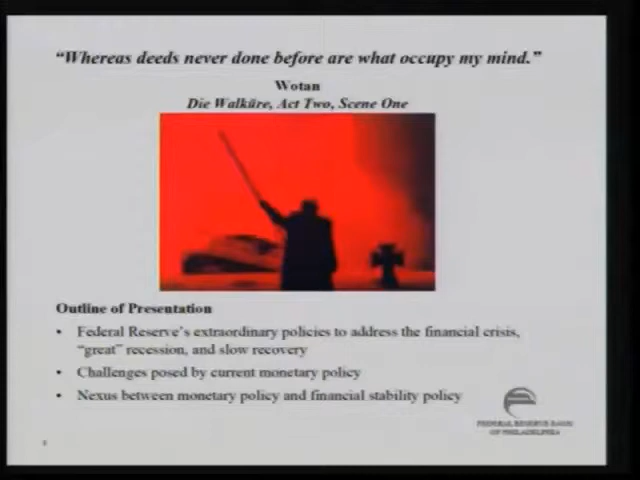 “Whereas deeds never done before are what occupy my mind.”
Wotan
Die Walküre, Act Two, Scene One
Outline of Presentation
• Federal Reserve’s extraordinary policies to address the financial crisis,
“great” recession, and slow recovery
• Challenges posed by current monetary policy
• Nexus between monetary policy and financial stability policy
FEDERAL RESERVE BANK
OF PHILADELPHIA